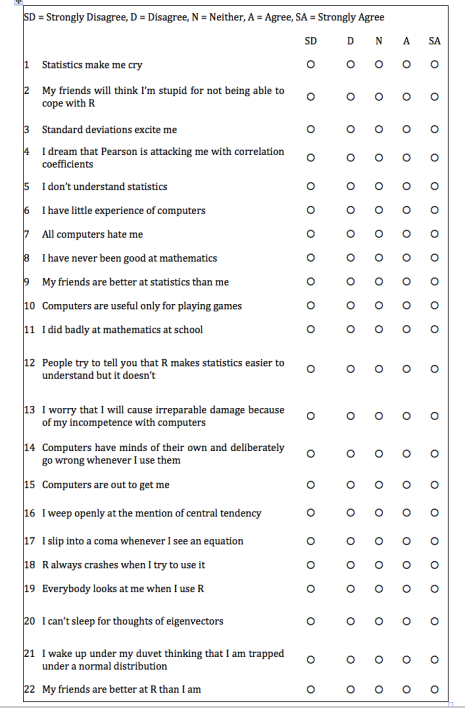 SD = Strongly Disagree, D = Disagree, N = Neither, A = Agree, SA = Strongly Agree
SD D N A SA
1 Statistics make me cry
2 My friends will think I'm stupid for not being able to
cope with R
3 Standard deviations excite me
4 I dream that Pearson is attacking me with correlation
coefficients
5 I don't understand statistics
6 I have little experience of computers
7 All computers hate me
8 I have never been good at mathematics
9 My friends are better at statistics than me
10 Computers are useful only for playing games
11 I did badly at mathematics at school
12 People try to tell you that R makes statistics easier to
understand but it doesn't
13 I worry that I will cause irreparable damage because
of my incompetence with computers
14 Computers have minds of their own and deliberately
go wrong whenever I use them
15 Computers are out to get me
16 I weep openly at the mention of central tendency
17 I slip into a coma whenever I see an equation
18 R always crashes when I try to use it
19 Everybody looks at me when I use R
20 I can't sleep for thoughts of eigenvectors
21 I wake up under my duvet thinking that I am trapped
under a normal distribution
22 My friends are better at R than I am